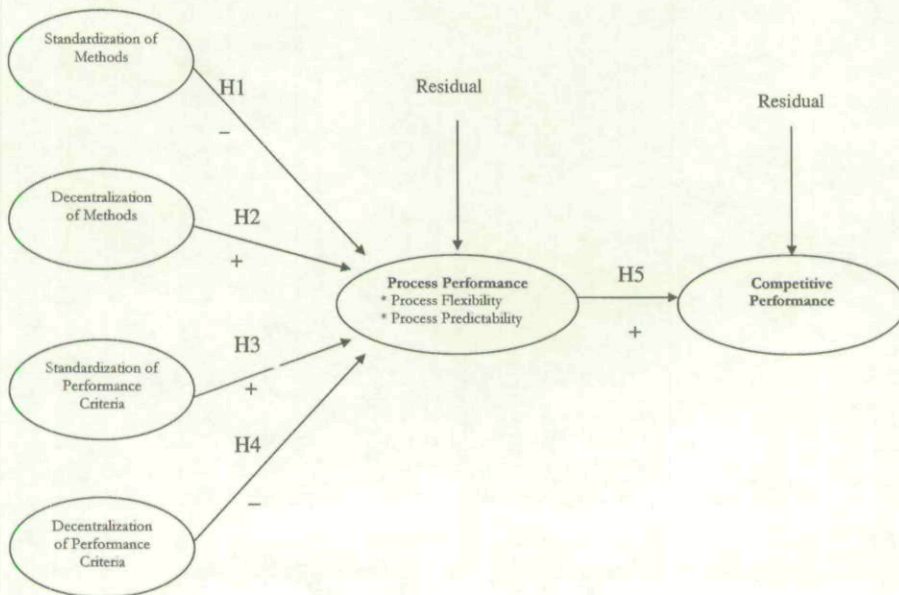 Standardization of
Methods
H1
−
Residual
Residual
Decentralization
of Methods
H2
+
Process Performance
* Process Flexibility
* Process Predictability
H5
+
Competitive
Performance
H3
+
Standardization of
Performance
Criteria
H4
−
Decentralization
of Performance
Criteria